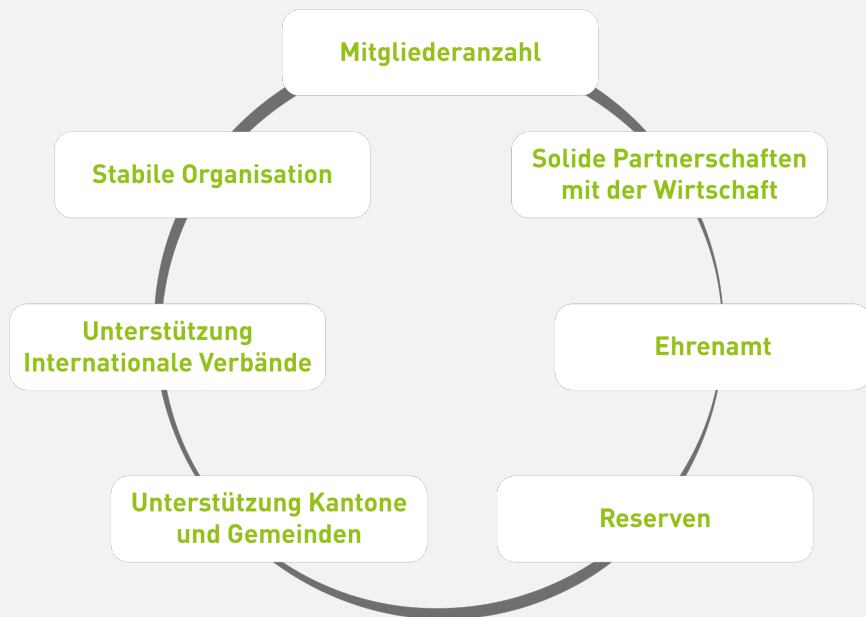 Mitgliederanzahl
Stabile Organisation
Solide Partnerschaften
mit der Wirtschaft
Unterstützung
Internationale Verbände
Ehrenamt
Unterstützung Kantone
und Gemeinden
Reserven